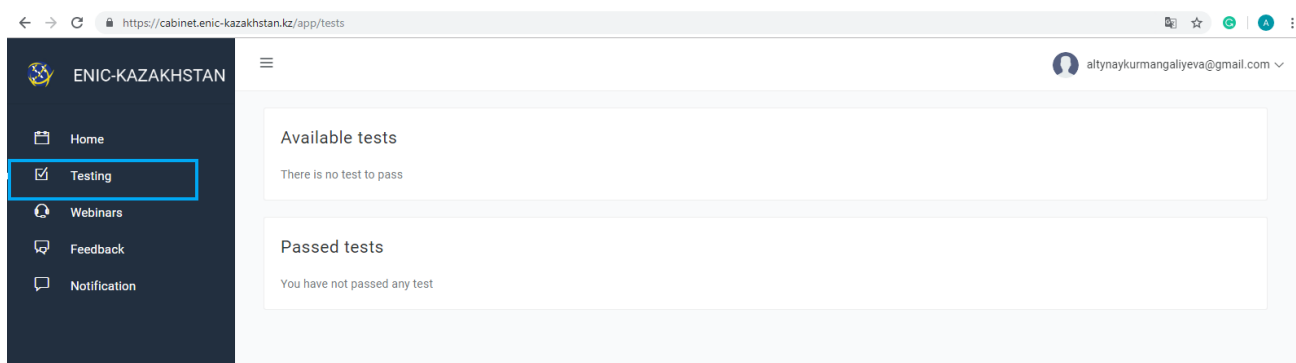 https://cabinet.enic-kazakhstan.kz/app/tests
A
ENIC-KAZAKHSTAN
altynaykurmangaliyeva@gmail.com
Home
Testing
Webinars
Feedback
Notification
Available tests
There is no test to pass
Passed tests
You have not passed any test